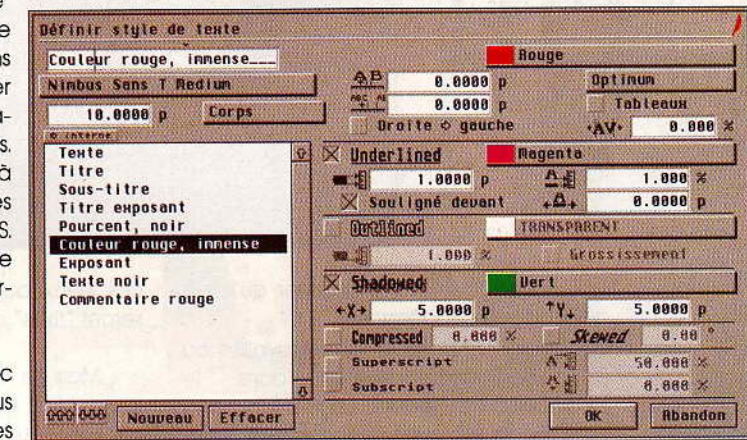 Définir style de texte
Couleur rouge, immense___
Rouge
Nimbus Sans T Medium
A B
0.0000 p
Optimum
10.0000 p
Corps
0.0000 p
Tableaux
Droite ⇨ gauche
AV
0.000 %
interne
Texte
Titre
Sous-titre
Titre exposant
Pourcent, noir
Couleur rouge, immense
Exposant
Texte noir
Commentaire rouge
Underlined
Magenta
1.0000 p
1.000 %
Souligné devant
0.0000 p
Outlined
TRANSPARENT
1.000 %
Grossissement
Shadowed
Vert
X
5.0000 p
Y
5.0000 p
Compressed
0.000 %
Skewed
0.00 °
Superscript
50.000 %
Subscript
0.000 %
Nouveau
Effacer
OK
Abandon